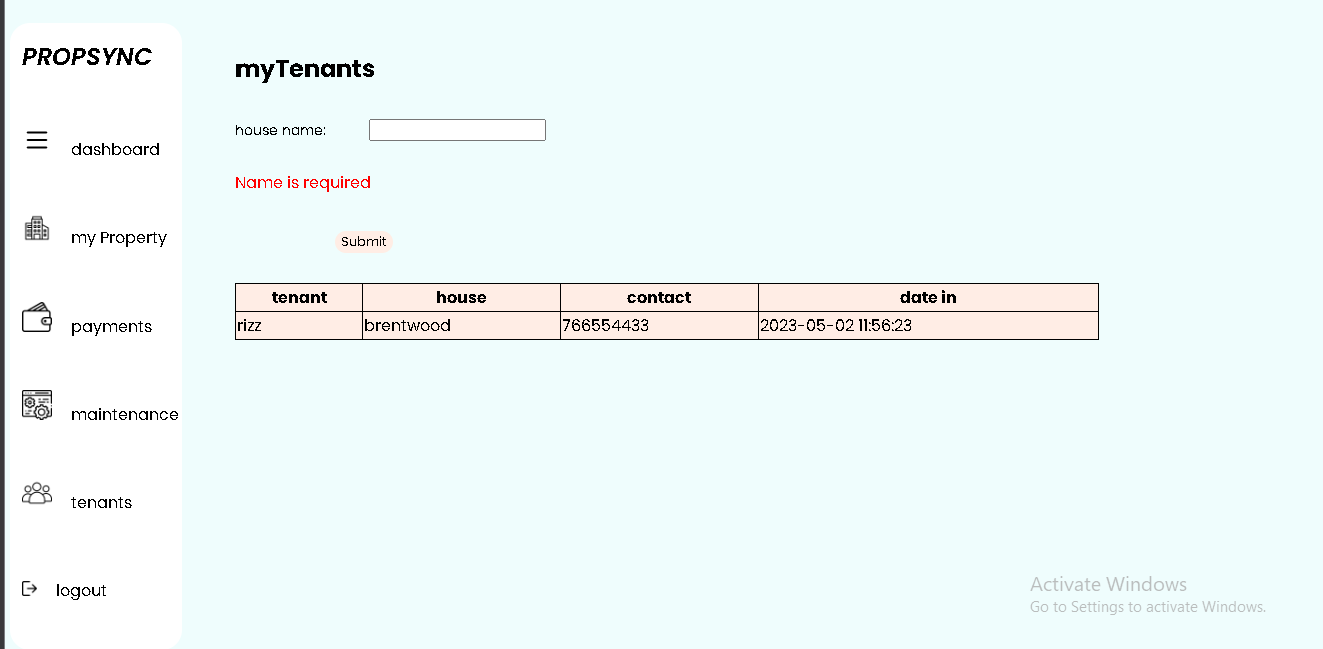 PROPSYNC
dashboard
my Property
payments
maintenance
tenants
logout
myTenants
house name:
Name is required
Submit
tenant house contact date in
rizz brentwood 766554433 2023-05-02 11:56:23
Activate Windows
Go to Settings to activate Windows.